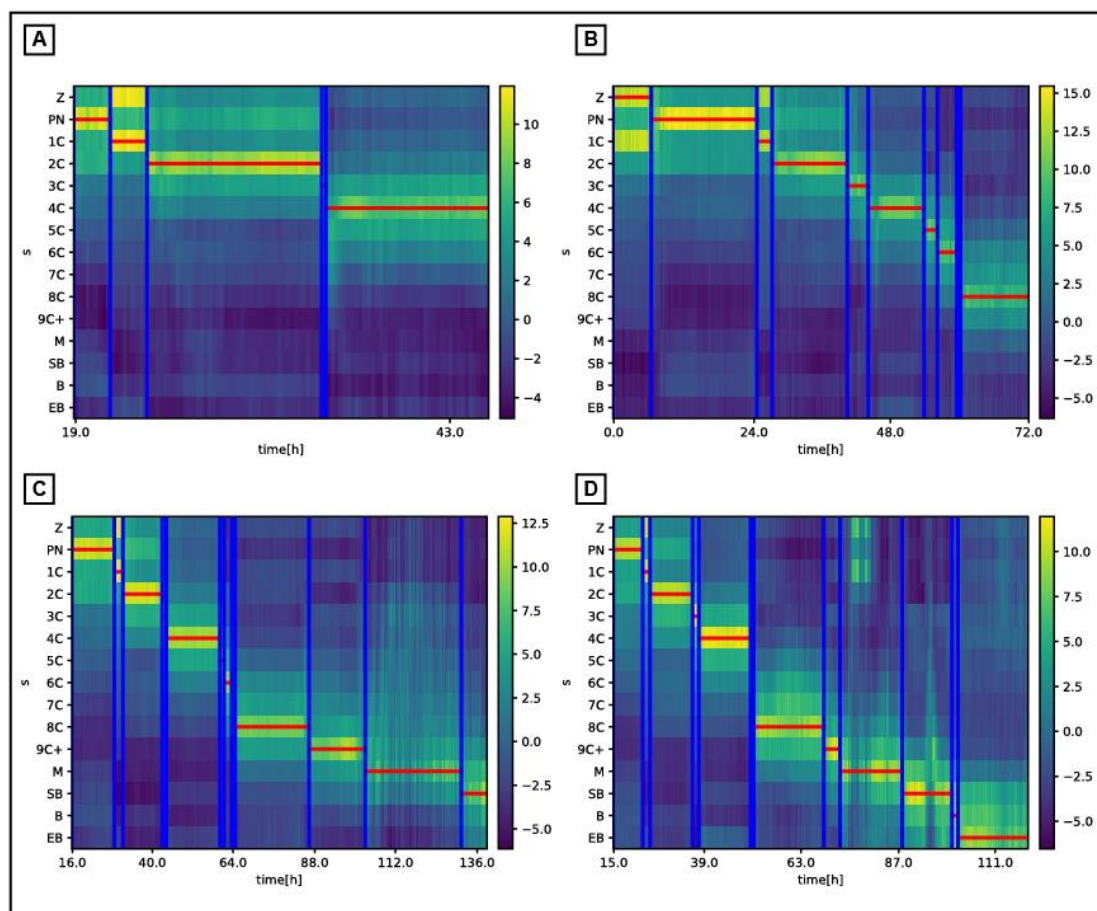 A
B
Z
PN
1C
2C
3C
4C
5C
6C
7C
8C
9C+
M
SB
B
EB
s
19.0 43.0
time[h]
10
8
6
4
2
0
−2
−4
Z
PN
1C
2C
3C
4C
5C
6C
7C
8C
9C+
M
SB
B
EB
s
0.0 24.0 48.0 72.0
time[h]
15.0
12.5
10.0
7.5
5.0
2.5
0.0
−2.5
−5.0
C
D
Z
PN
1C
2C
3C
4C
5C
6C
7C
8C
9C+
M
SB
B
EB
s
16.0 40.0 64.0 88.0 112.0 136.0
time[h]
12.5
10.0
7.5
5.0
2.5
0.0
−2.5
−5.0
Z
PN
1C
2C
3C
4C
5C
6C
7C
8C
9C+
M
SB
B
EB
s
15.0 39.0 63.0 87.0 111.0
time[h]
10.0
7.5
5.0
2.5
0.0
−2.5
−5.0